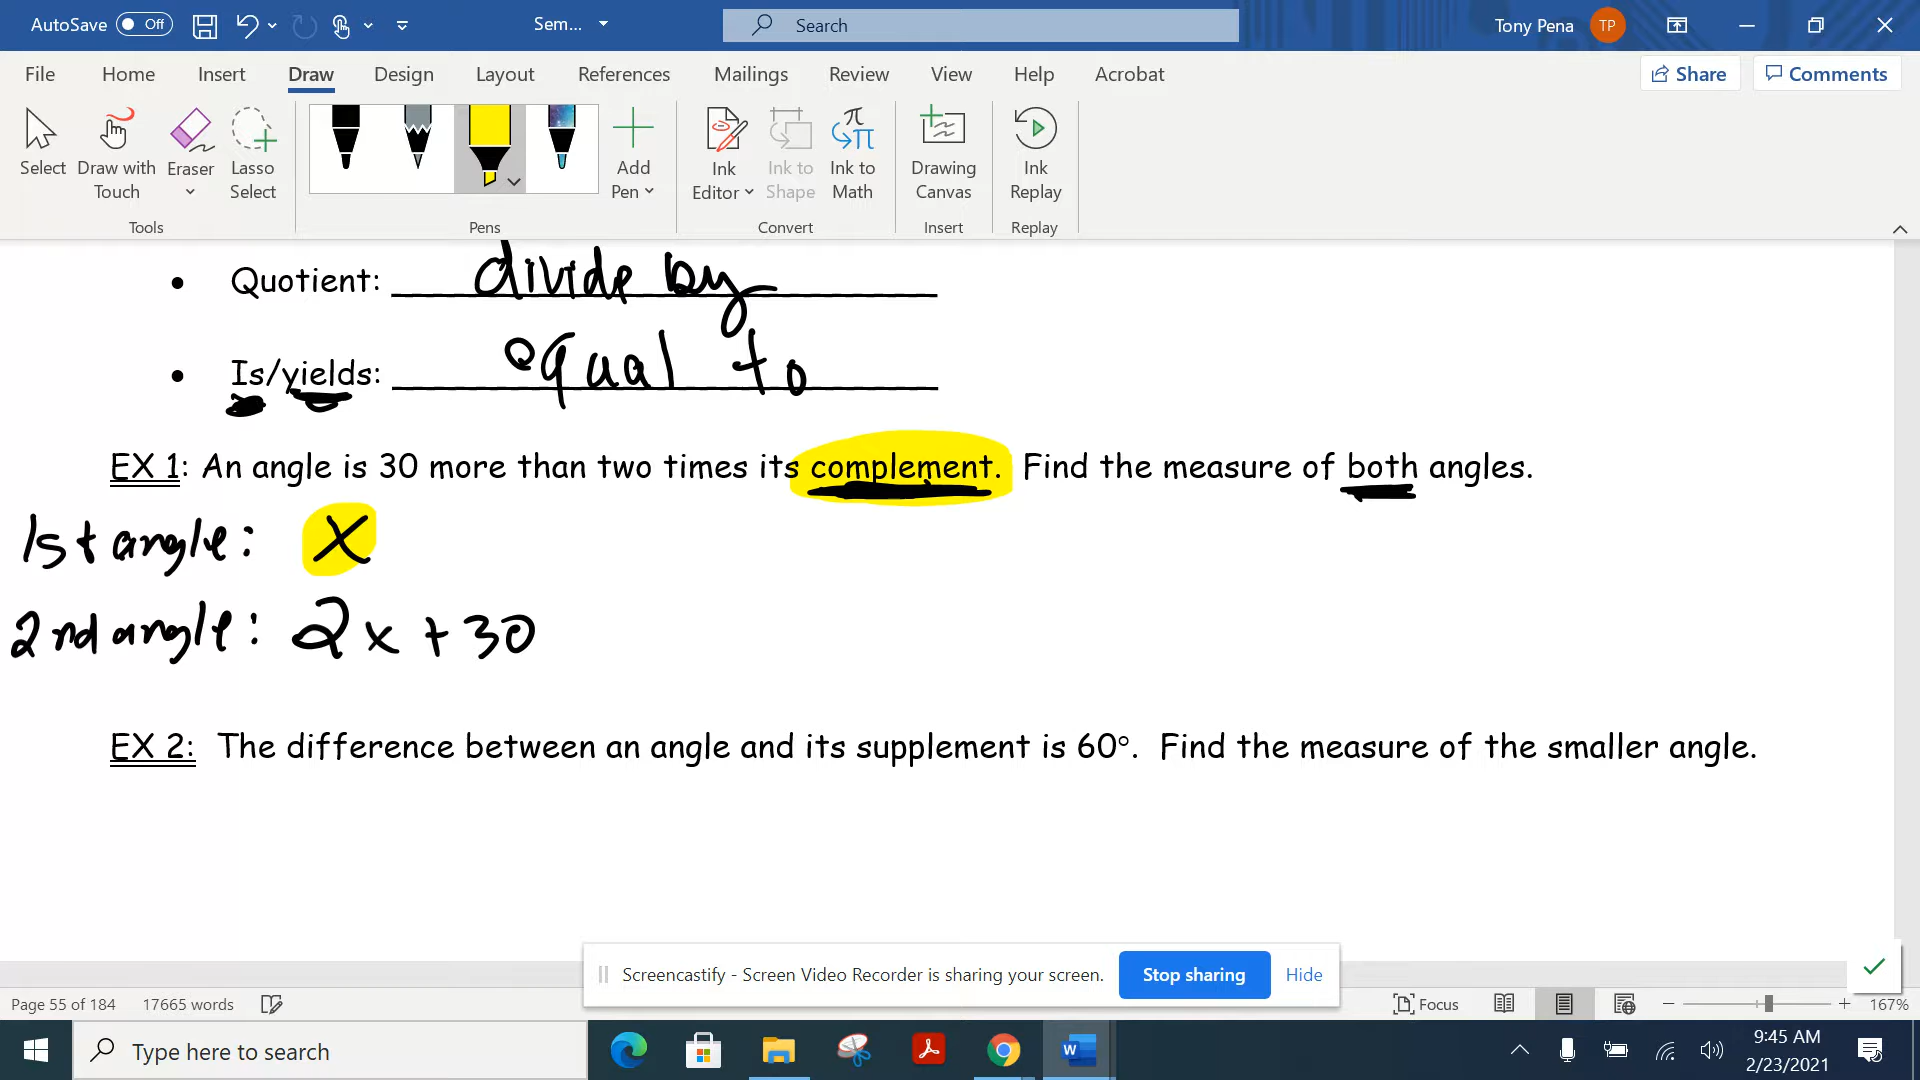 AutoSave Off Sem... Search Tony Pena TP
File Home Insert Draw Design Layout References Mailings Review View Help Acrobat Share Comments
Select Draw with Touch Eraser Lasso Select Add Pen Ink Editor Ink to Shape Ink to Math Drawing Canvas Ink Replay
Tools Pens Convert Insert Replay
• Quotient: divide by
• Is/yields: equal to
EX 1: An angle is 30 more than two times its complement. Find the measure of both angles.
1st angle: x
2nd angle: 2x + 30
EX 2: The difference between an angle and its supplement is 60°. Find the measure of the smaller angle.
Screencastify - Screen Video Recorder is sharing your screen. Stop sharing Hide
Page 55 of 184 17665 words Focus 167%
Type here to search 9:45 AM
2/23/2021